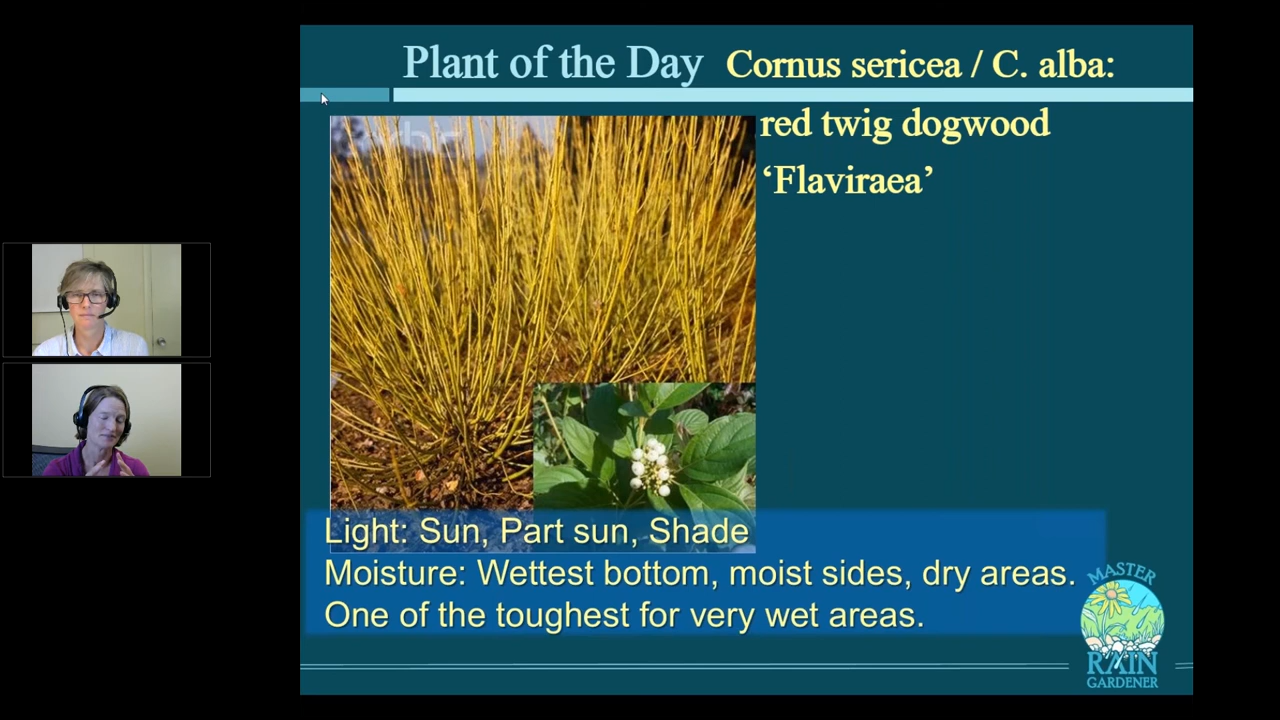 Plant of the Day Cornus sericea / C. alba:
red twig dogwood
‘Flaviraea’
Light: Sun, Part sun, Shade
Moisture: Wettest bottom, moist sides, dry areas.
One of the toughest for very wet areas.
MASTER
RAIN
GARDENER